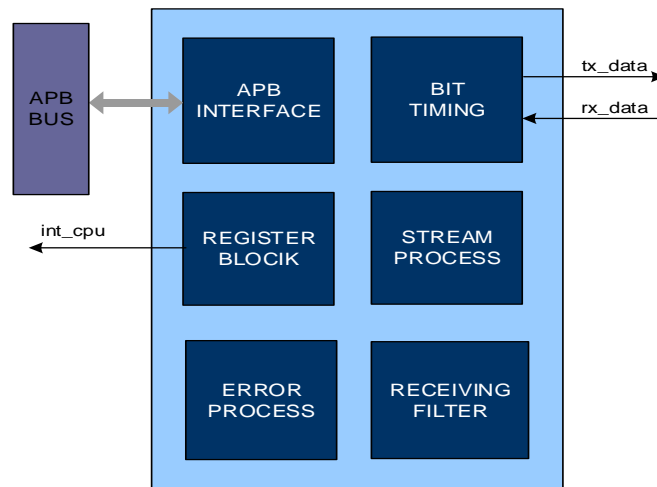 APB
BUS
APB
INTERFACE
BIT
TIMING
tx_data
rx_data
int_cpu
REGISTER
BLOCIK
STREAM
PROCESS
ERROR
PROCESS
RECEIVING
FILTER